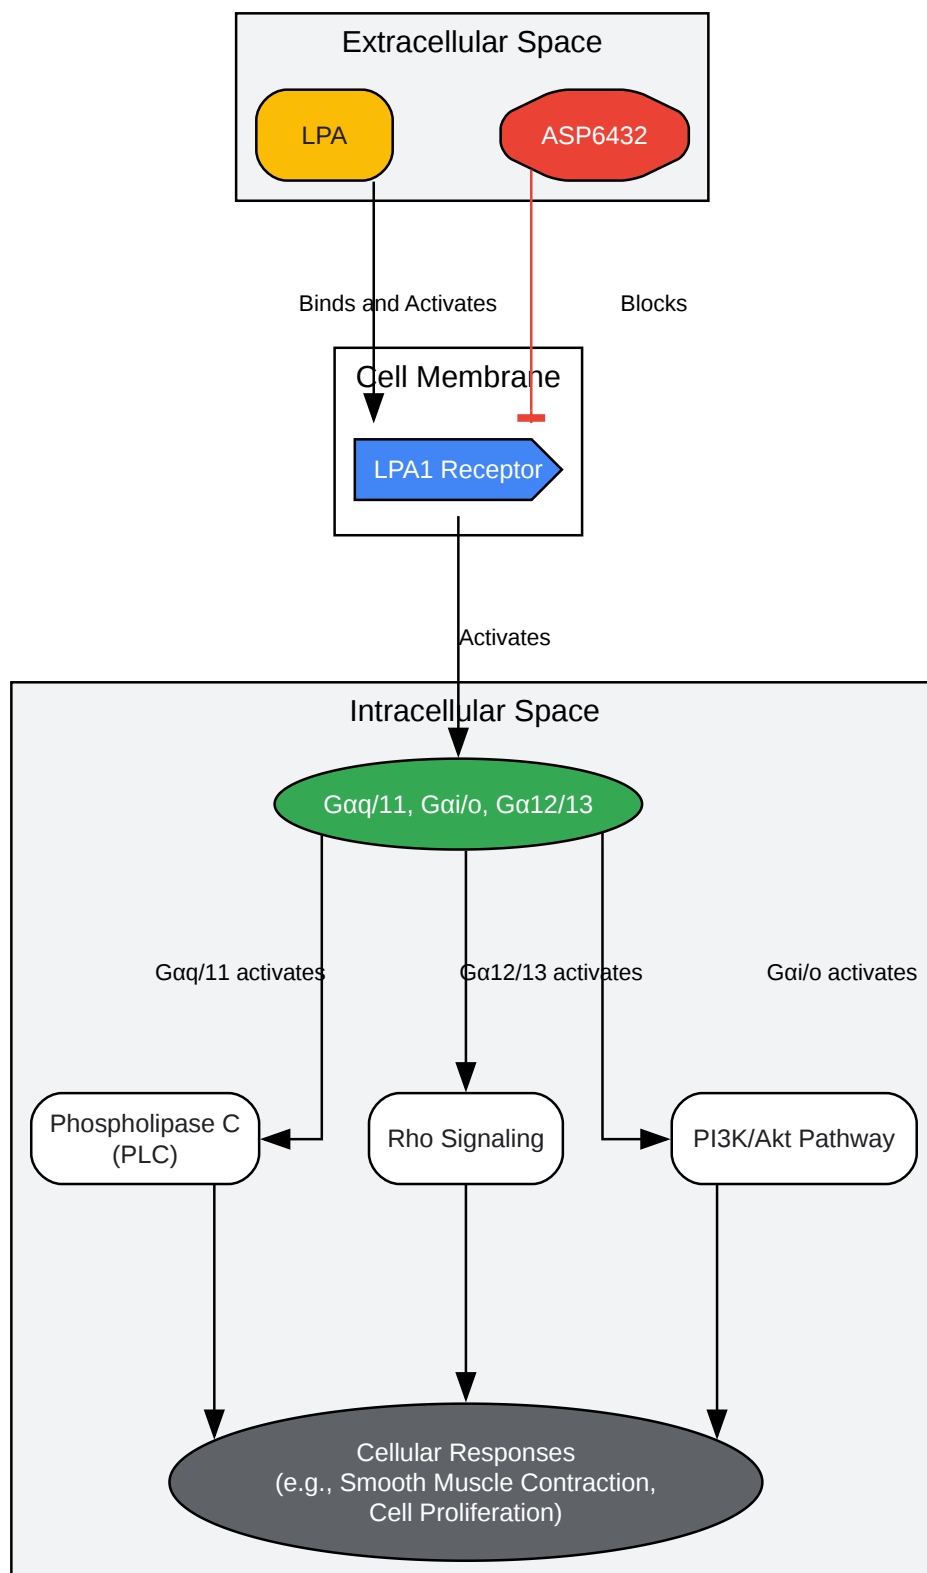 Extracellular Space
LPA
ASP6432
Binds and Activates
Blocks
Cell Membrane
LPA1 Receptor
Activates
Intracellular Space
Gαq/11, Gαi/o, Gα12/13
Gαq/11 activates
Gα12/13 activates
Gαi/o activates
Phospholipase C
(PLC)
Rho Signaling
PI3K/Akt Pathway
Cellular Responses
(e.g., Smooth Muscle Contraction,
Cell Proliferation)